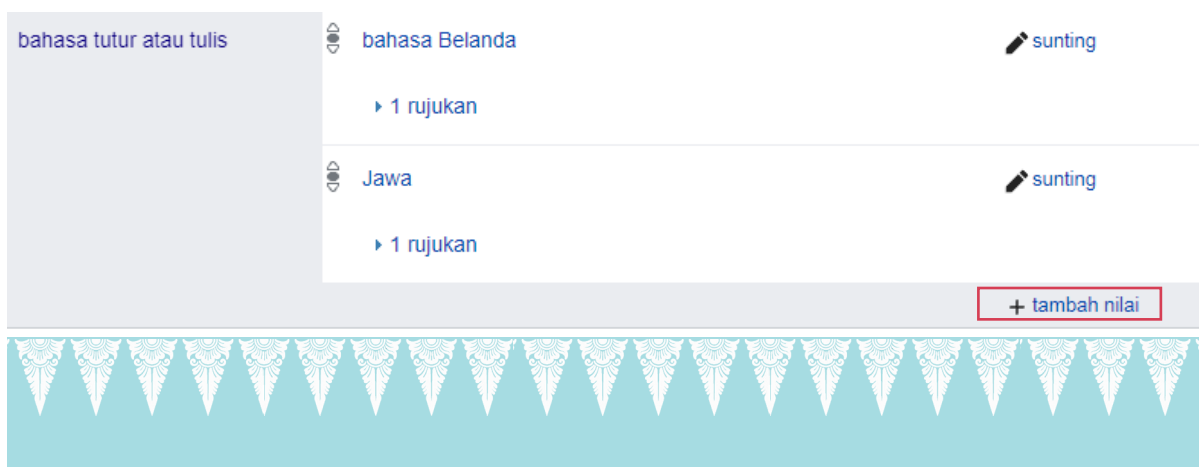 bahasa tutur atau tulis
bahasa Belanda
sunting
1 rujukan
Jawa
sunting
1 rujukan
+ tambah nilai